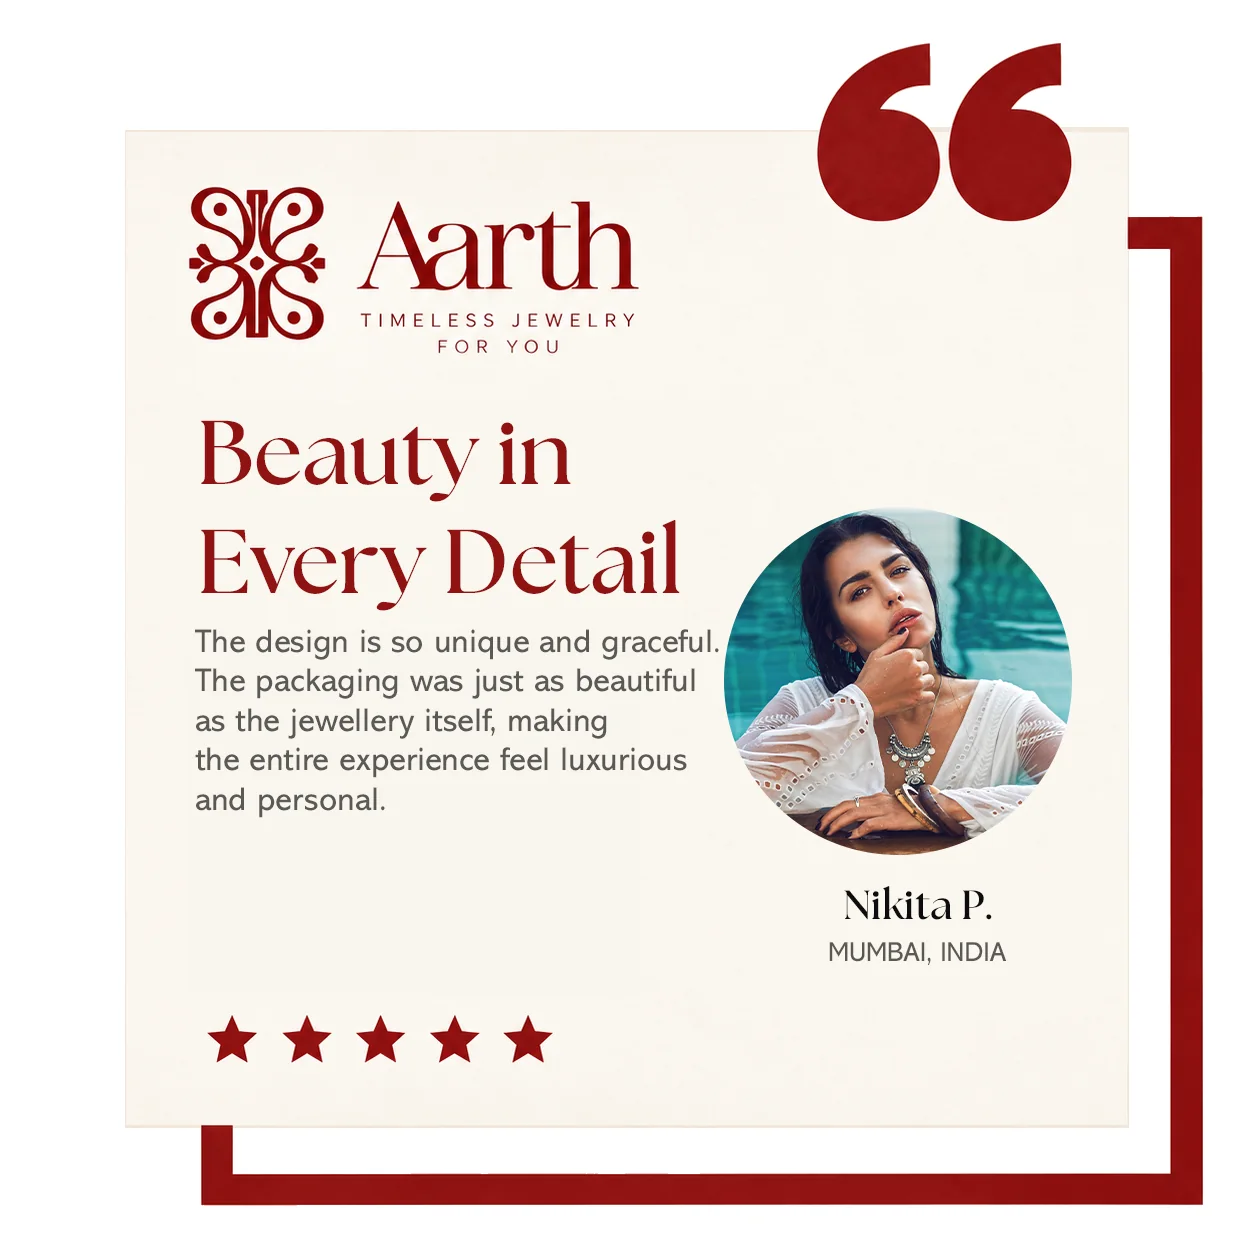 Aarth
TIMELESS JEWELRY
FOR YOU
Beauty in
Every Detail
The design is so unique and graceful.
The packaging was just as beautiful
as the jewellery itself, making
the entire experience feel luxurious
and personal.
Nikita P.
MUMBAI, INDIA